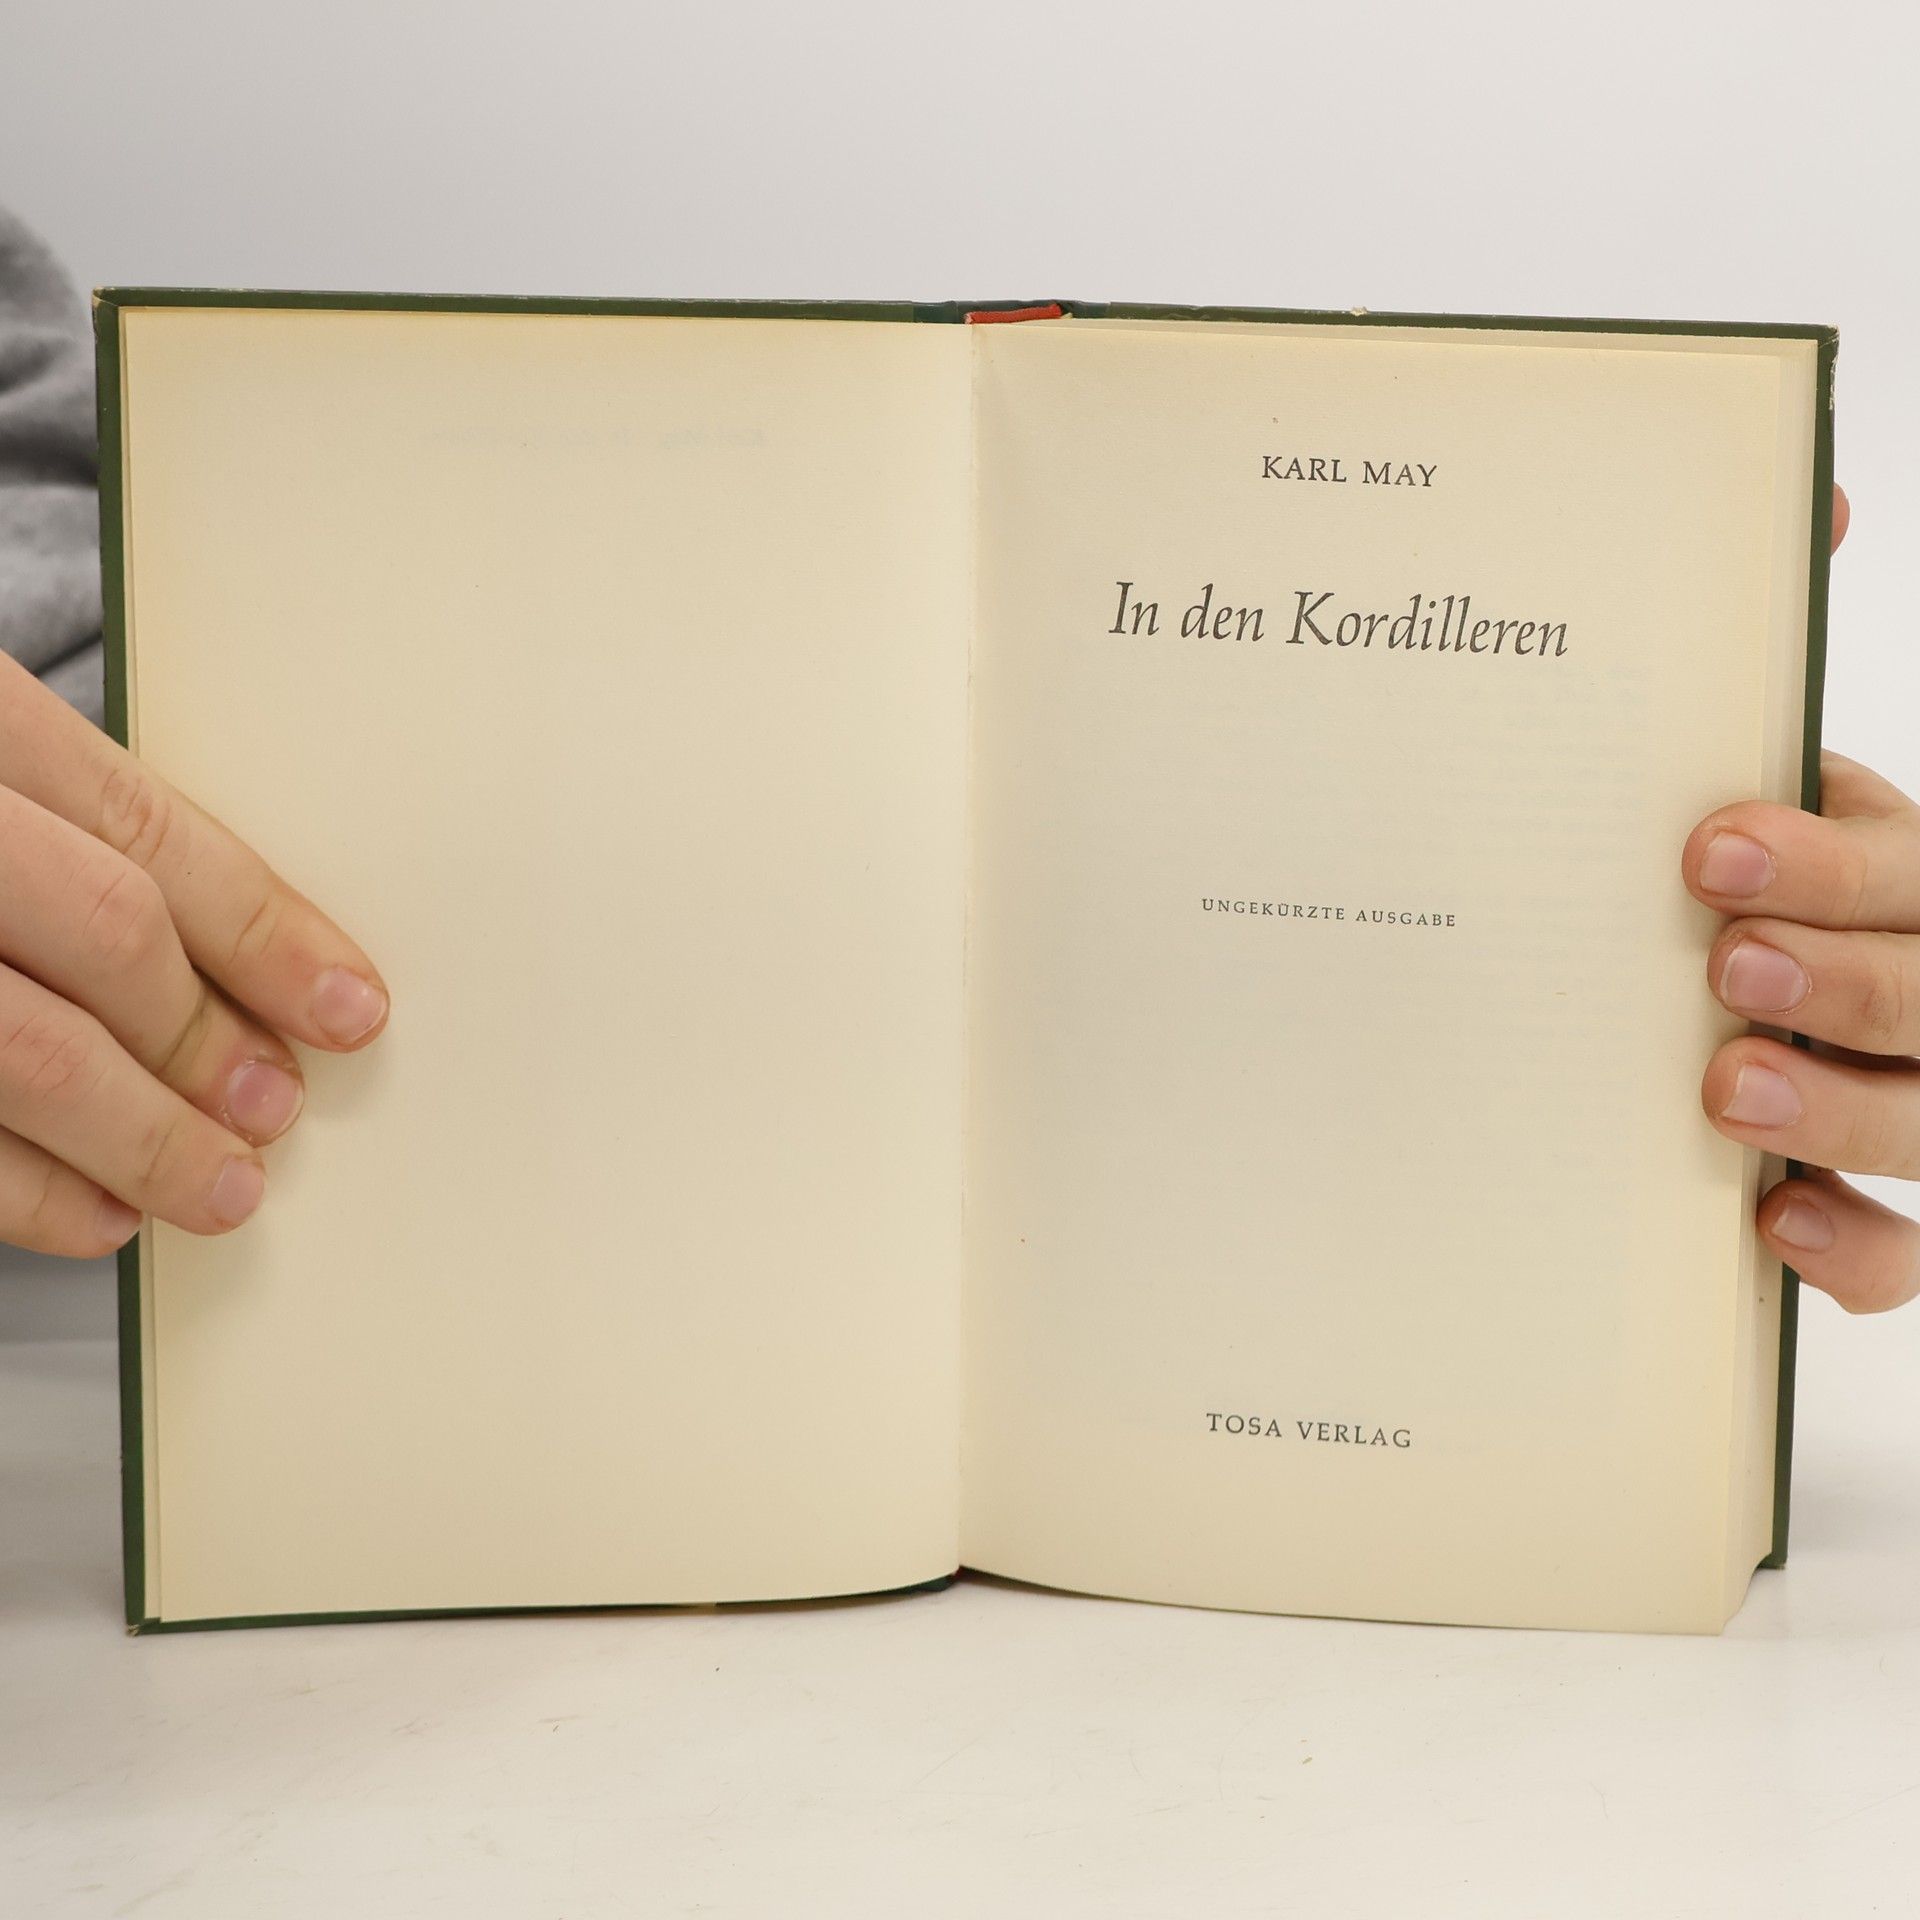 KARL MAY
In den Kordilleren
UNGEKÜRZTE AUSGABE
TOSA VERLAG